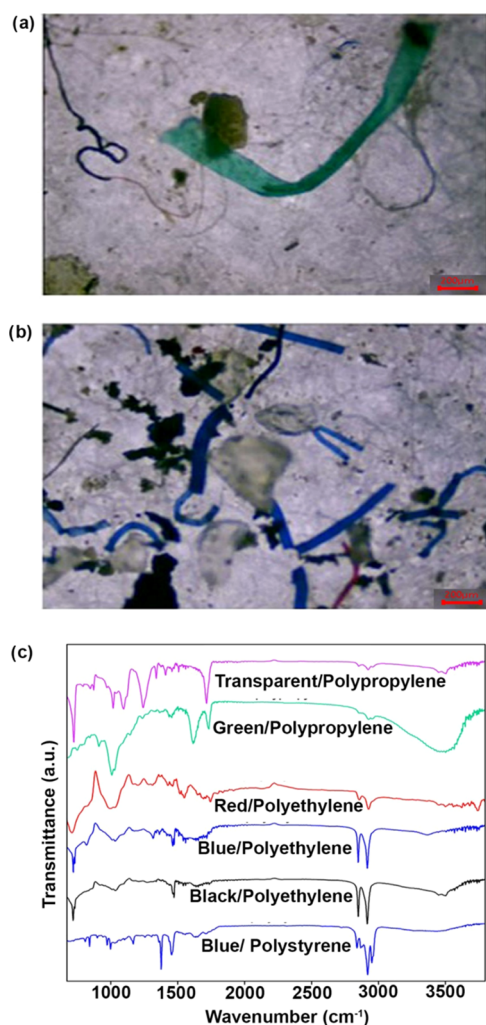 (a)
(b)
(c)
Transparent/Polypropylene
Green/Polypropylene
Red/Polyethylene
Blue/Polyethylene
Black/Polyethylene
Blue/ Polystyrene
Transmittance (a.u.)
1000 1500 2000 2500 3000 3500
Wavenumber (cm⁻¹)